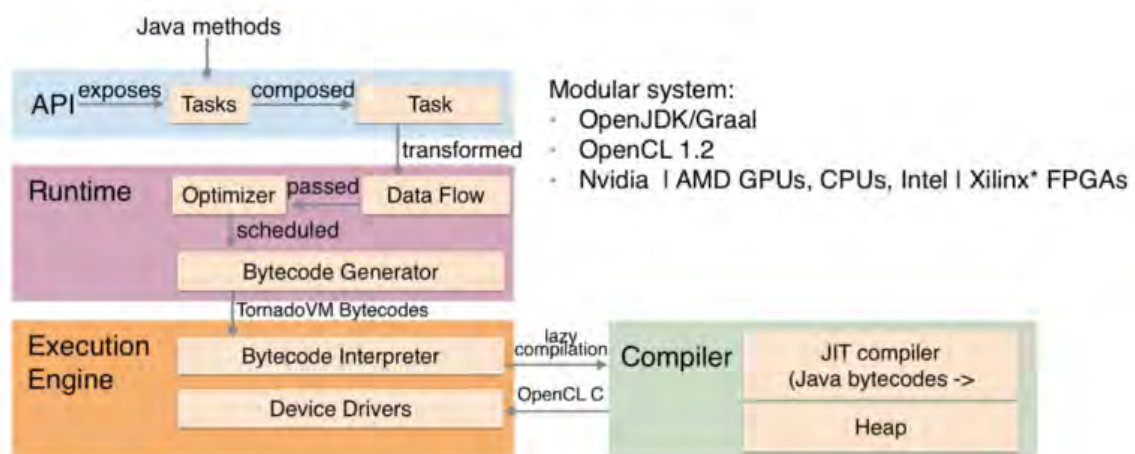 Java methods
API
exposes
Tasks
composed
Task
transformed
Modular system:
· OpenJDK/Graal
· OpenCL 1.2
· Nvidia | AMD GPUs, CPUs, Intel | Xilinx* FPGAs
Runtime
Optimizer
passed
Data Flow
scheduled
Bytecode Generator
TornadoVM Bytecodes
Execution
Engine
Bytecode Interpreter
lazy
compilation
Device Drivers
OpenCL C
Compiler
JIT compiler
(Java bytecodes ->
Heap